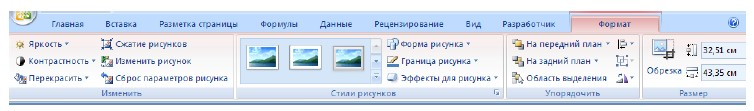 Главная Вставка Разметка страницы Формулы Данные Рецензирование Вид Разработчик Формат
Яркость Сжатие рисунков Форма рисунка На передний план 32,51 см
Контрастность Изменить рисунок Граница рисунка На задний план
Перекрасить Сброс параметров рисунка Эффекты для рисунка Область выделения Обрезка 43,35 см
Изменить Стили рисунков Упорядочить Размер